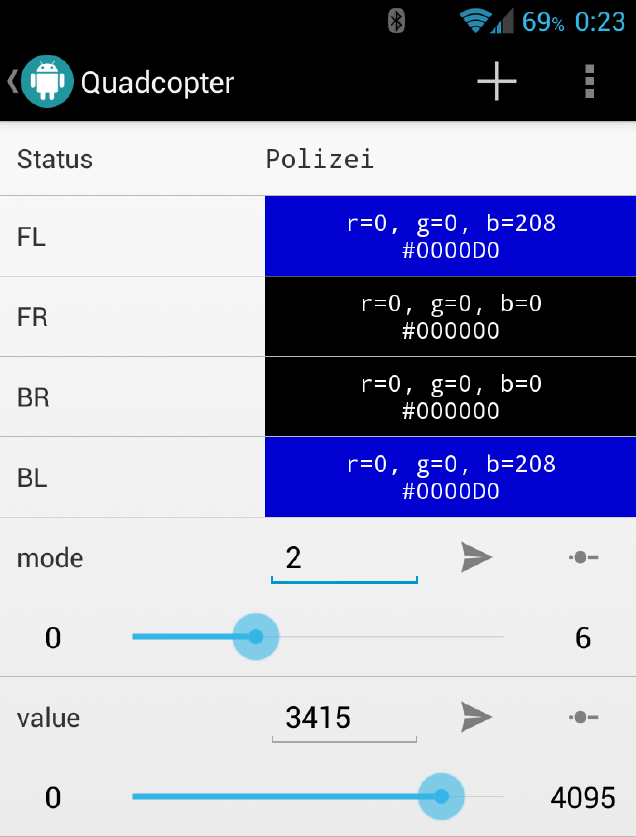 69% 0:23
Quadcopter
Status Polizei
FL r=0, g=0, b=208
#0000D0
FR r=0, g=0, b=0
#000000
BR r=0, g=0, b=0
#000000
BL r=0, g=0, b=208
#0000D0
mode 2
0 6
value 3415
0 4095